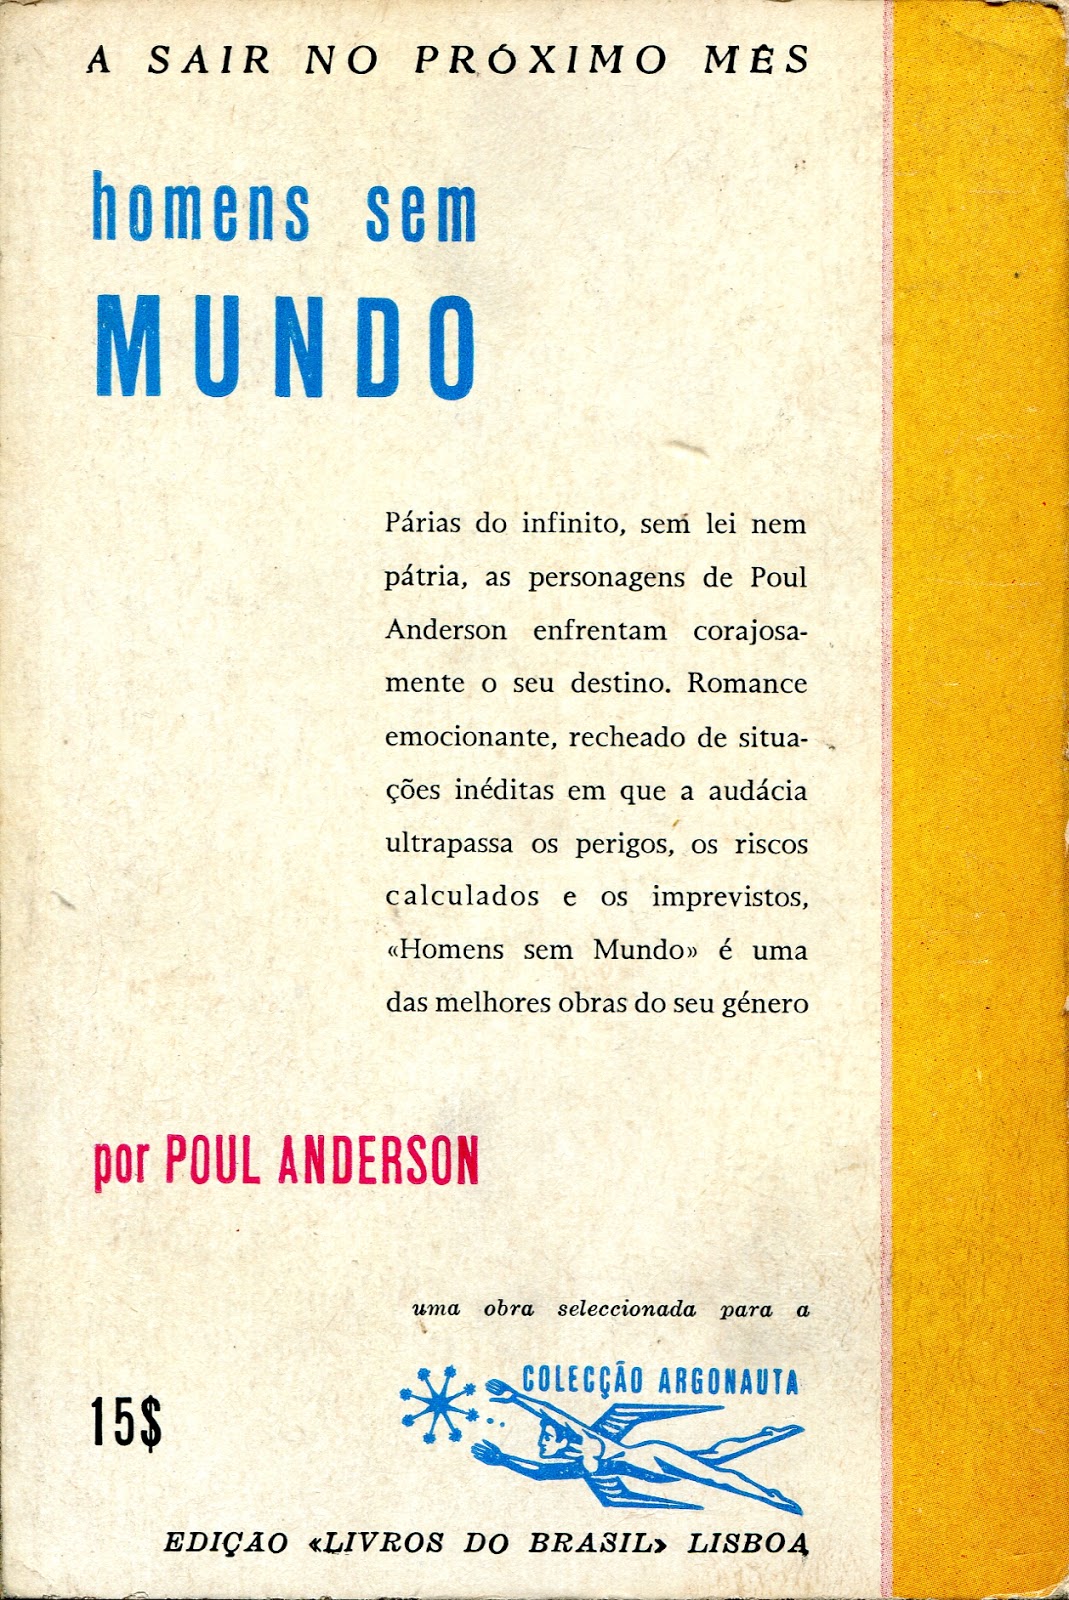 A SAIR NO PRÓXIMO MÊS
homens sem
MUNDO
Párias do infinito, sem lei nem
pátria, as personagens de Poul
Anderson enfrentam corajosa-
mente o seu destino. Romance
emocionante, recheado de situa-
ções inéditas em que a audácia
ultrapassa os perigos, os riscos
calculados e os imprevistos,
«Homens sem Mundo» é uma
das melhores obras do seu género
por POUL ANDERSON
uma obra seleccionada para a
COLECÇÃO ARGONAUTA
15$
EDIÇAO «LIVROS DO BRASIL» LISBOA